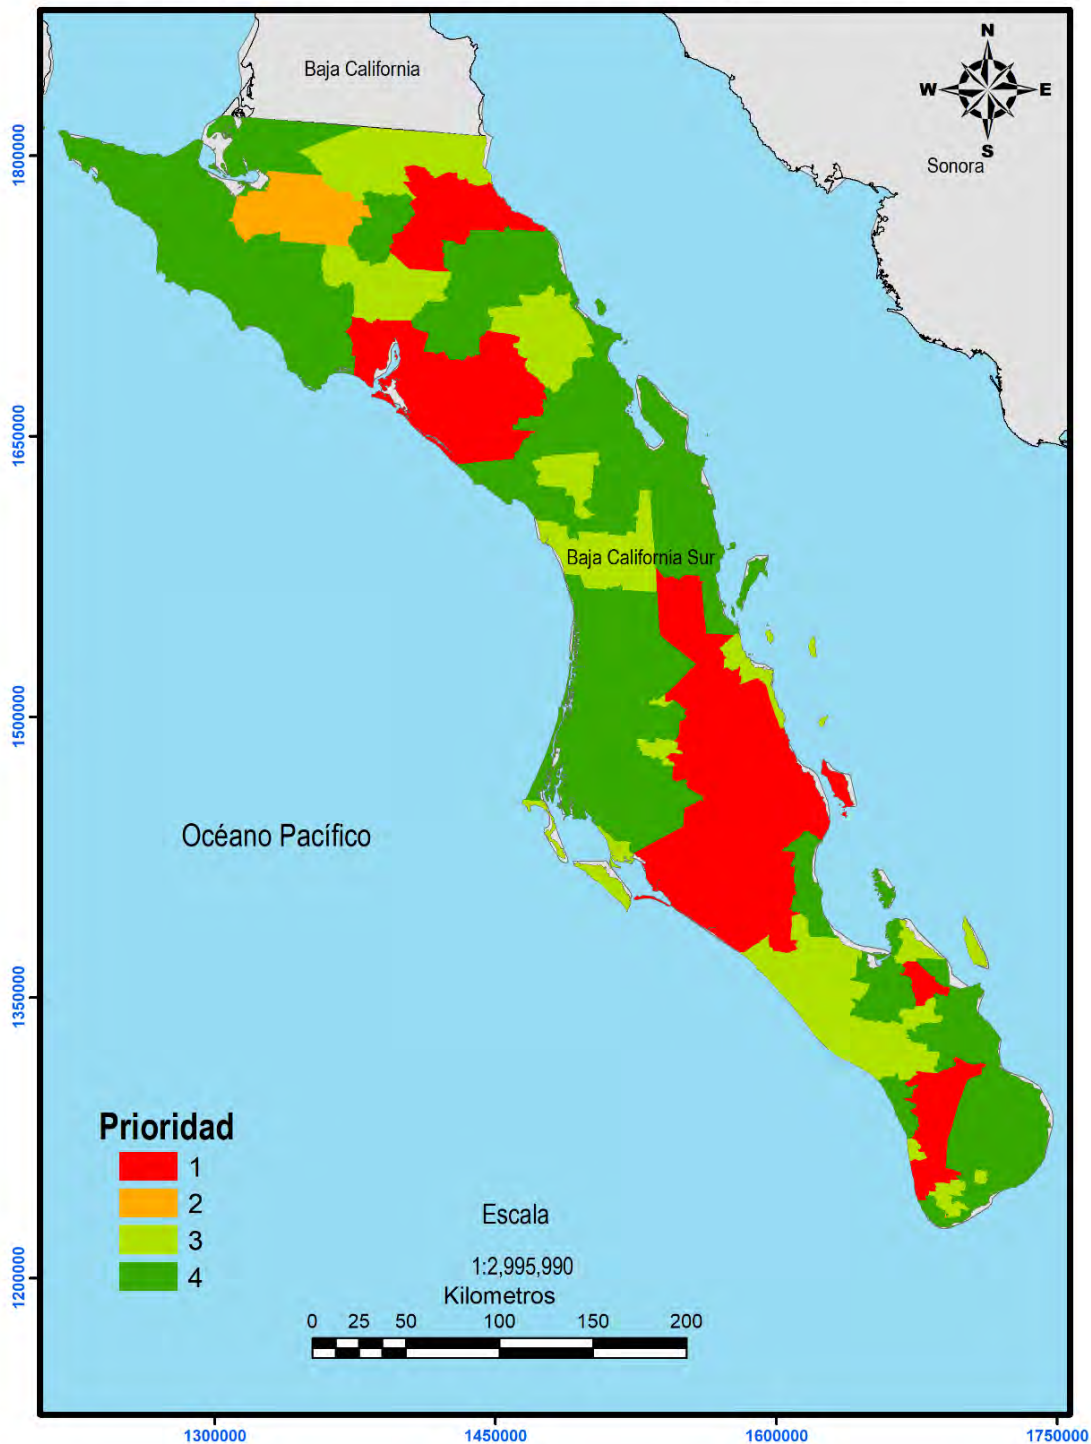 Baja California
N
W
E
S
Sonora
Baja California Sur
Océano Pacífico
Prioridad
1
2
3
4
Escala
1:2,995,990
Kilometros
0 25 50 100 150 200
1800000
1650000
1500000
1350000
1200000
1300000 1450000 1600000 1750000